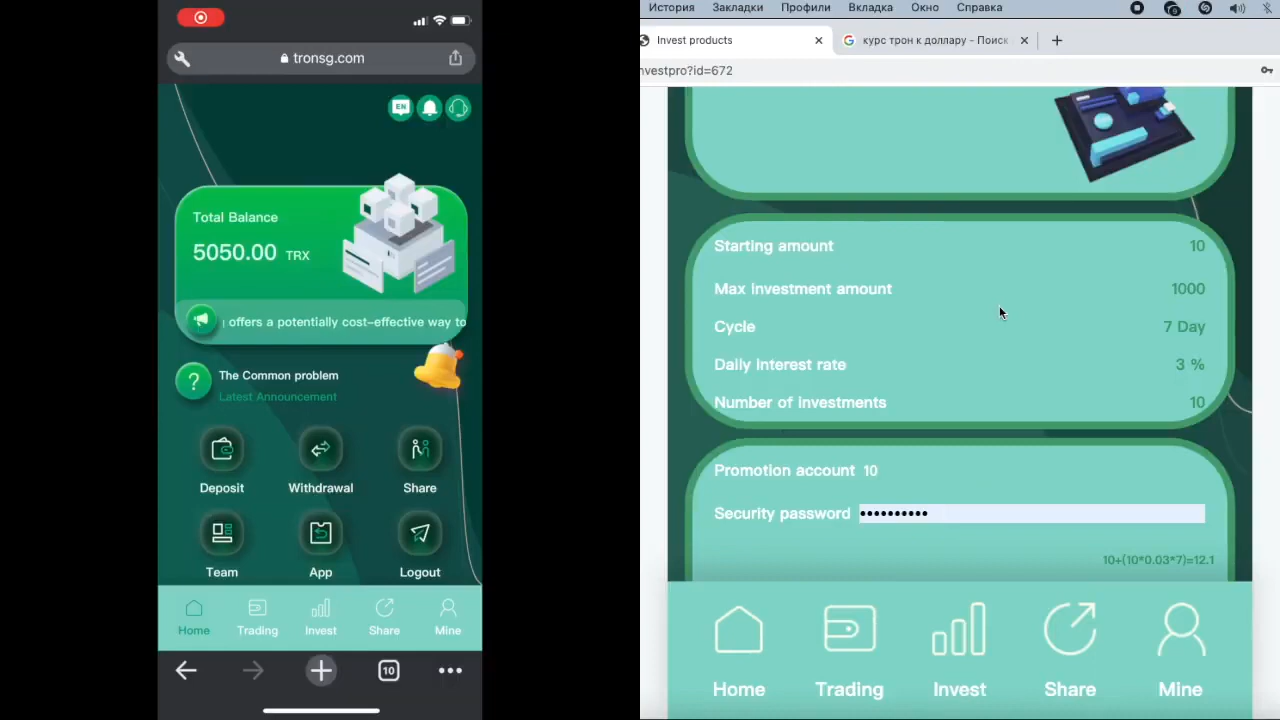 tronsg.com
EN
Total Balance
5050.00 TRX
offers a potentially cost-effective way to
?
The Common problem
Latest Announcement
Deposit
Withdrawal
Share
Team
App
Logout
Home
Trading
Invest
Share
Mine
10
История
Закладки
Профили
Вкладка
Окно
Справка
Invest products
G
курс трон к доллару – Поиск
nvestpro?id=672
Starting amount 10
Max investment amount 1000
Cycle 7 Day
Daily interest rate 3 %
Number of investments 10
Promotion account 10
Security password ••••••••••
10+(10*0.03*7)=12.1
Home
Trading
Invest
Share
Mine